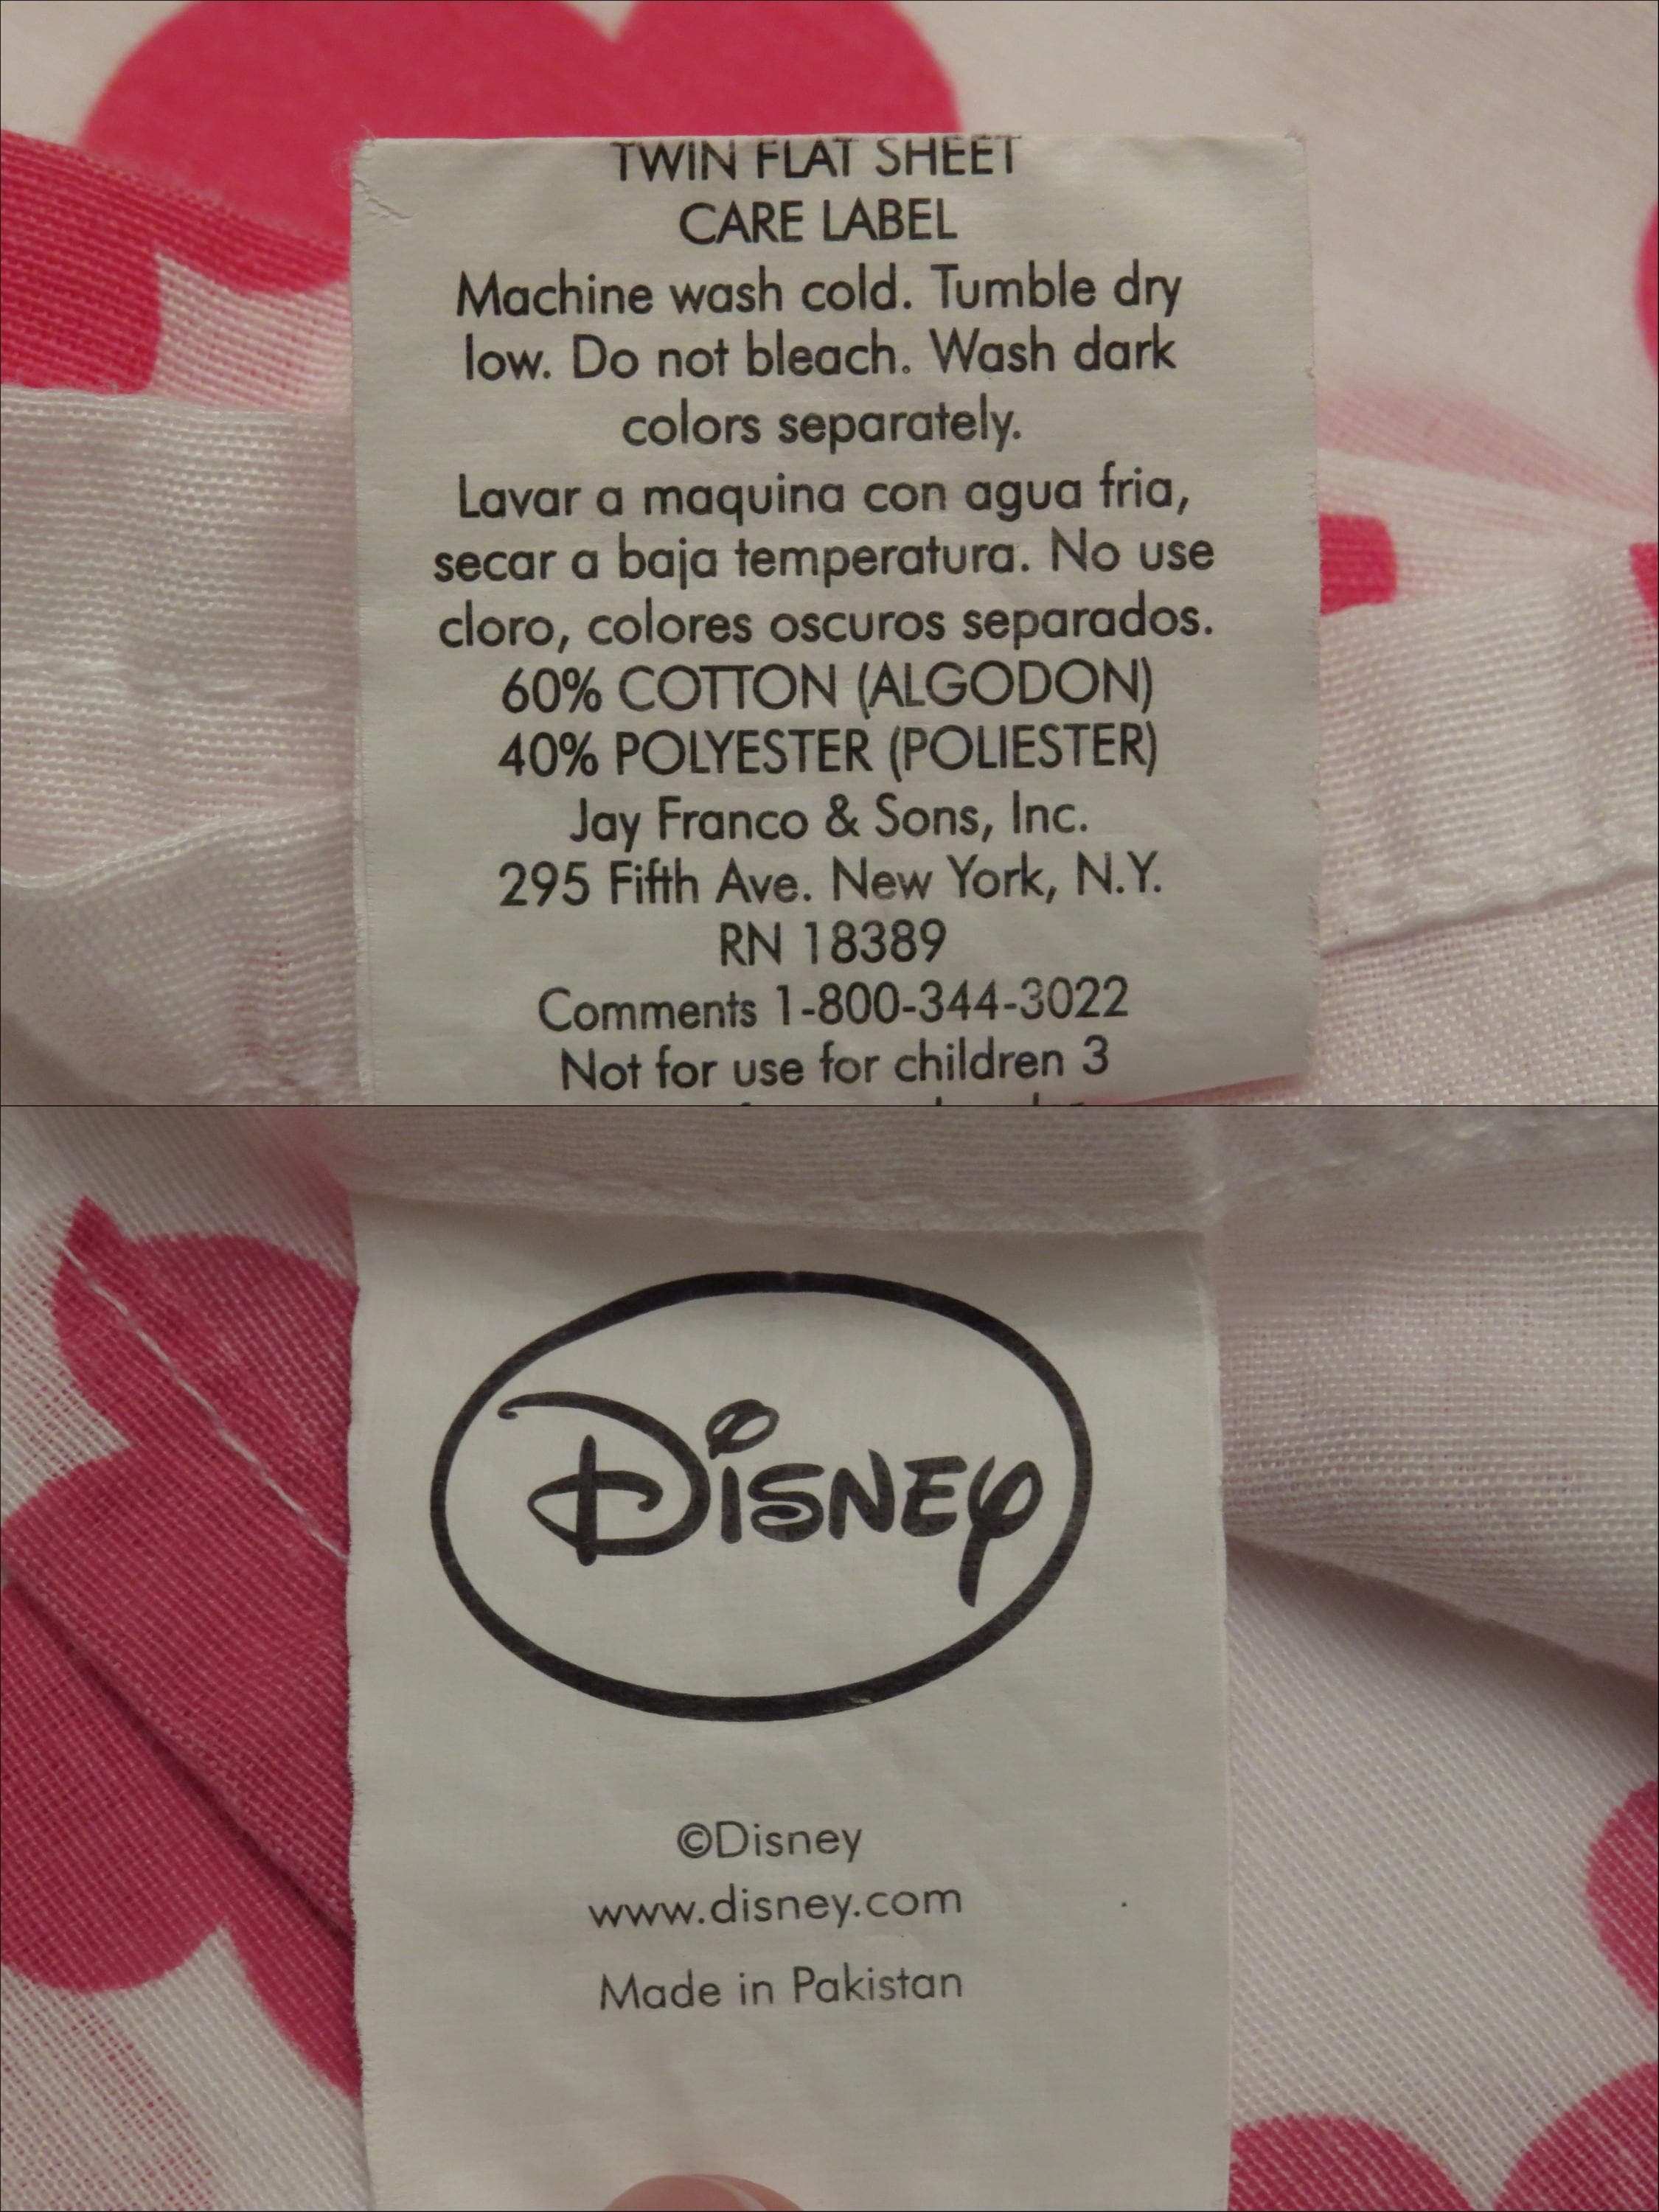 TWIN FLAT SHEET
CARE LABEL
Machine wash cold. Tumble dry
low. Do not bleach. Wash dark
colors separately.
Lavar a maquina con agua fria,
secar a baja temperatura. No use
cloro, colores oscuros separados.
60% COTTON (ALGODON)
40% POLYESTER (POLIESTER)
Jay Franco & Sons, Inc.
295 Fifth Ave. New York, N.Y.
RN 18389
Comments 1-800-344-3022
Not for use for children 3
Disney
©Disney
www.disney.com
Made in Pakistan